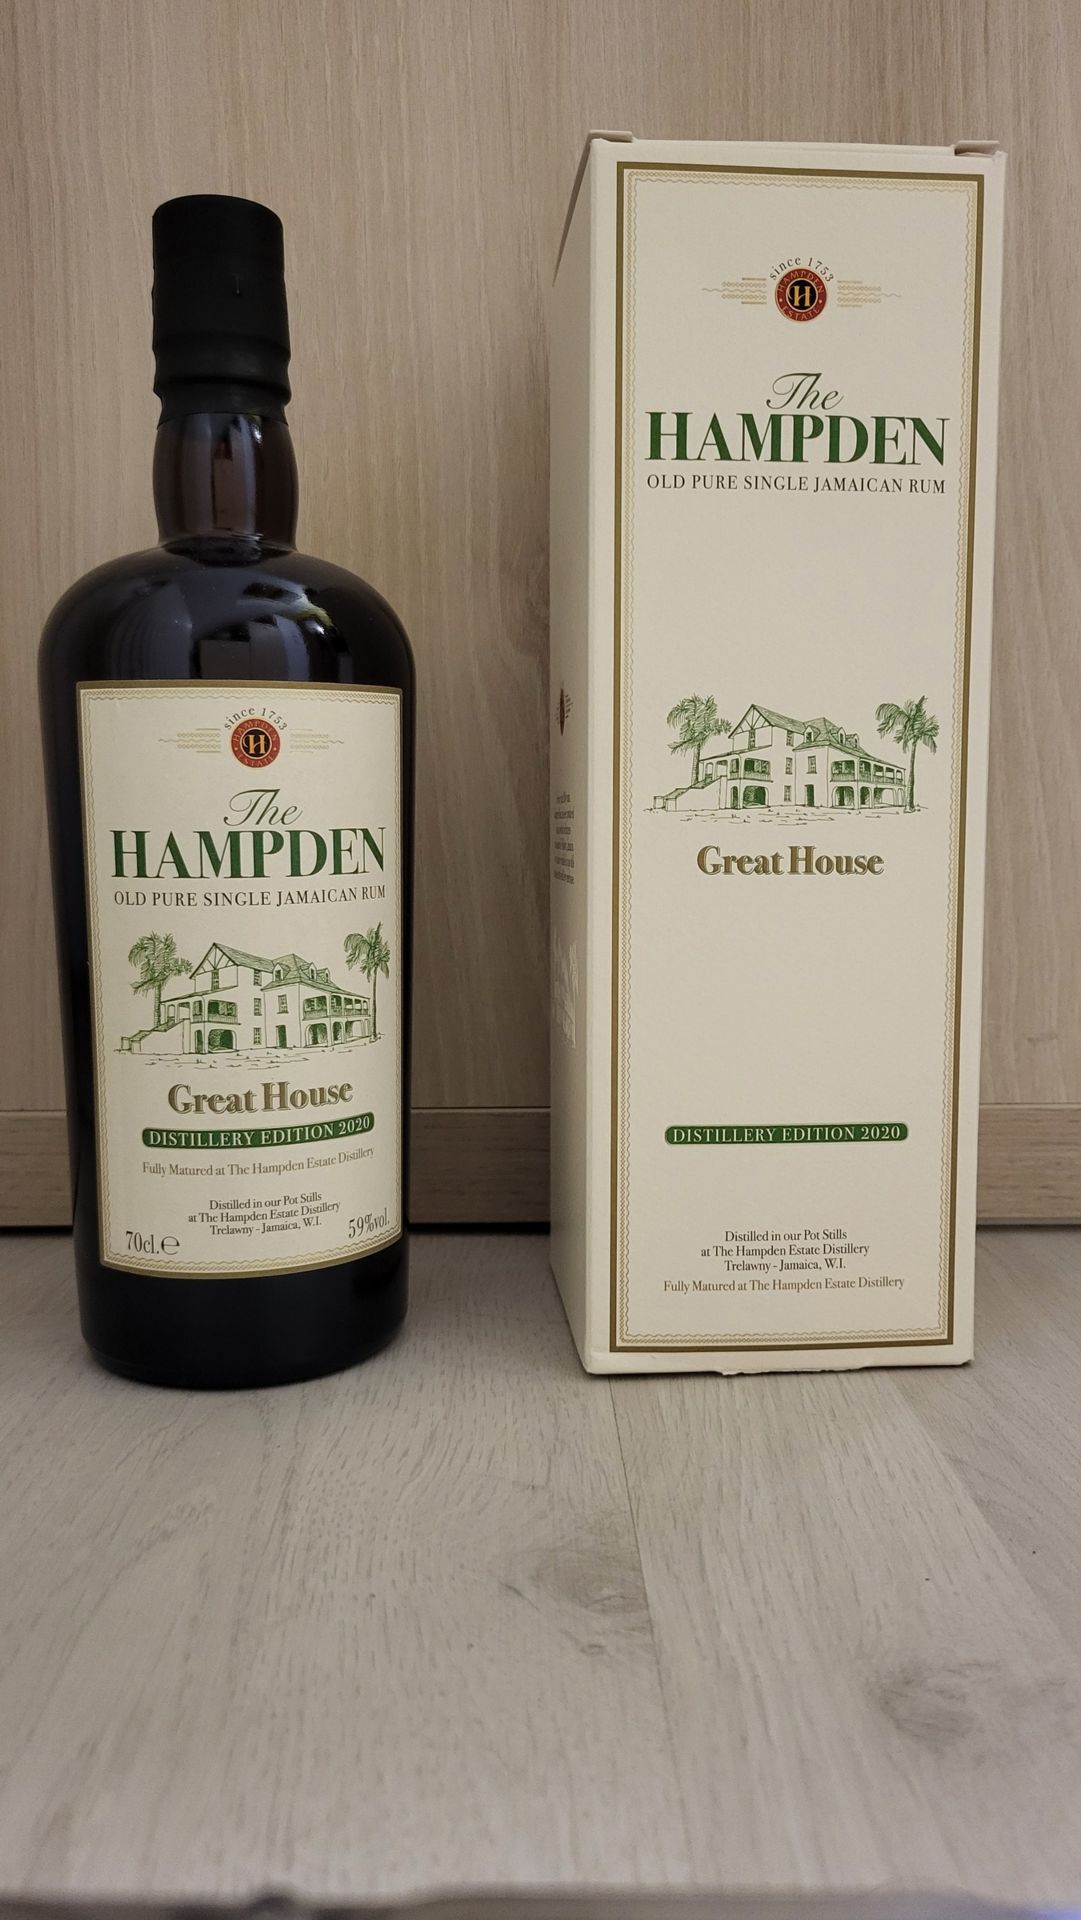 since 1753
HAMPDEN
H
ESTATE
The
HAMPDEN
OLD PURE SINGLE JAMAICAN RUM
Great House
DISTILLERY EDITION 2020
Fully Matured at The Hampden Estate Distillery
Distilled in our Pot Stills
at The Hampden Estate Distillery
Trelawny - Jamaica, W.I.
70cl.℮
59%vol.
since 1753
HAMPDEN
H
ESTATE
The
HAMPDEN
OLD PURE SINGLE JAMAICAN RUM
Great House
DISTILLERY EDITION 2020
Distilled in our Pot Stills
at The Hampden Estate Distillery
Trelawny - Jamaica, W.I.
Fully Matured at The Hampden Estate Distillery